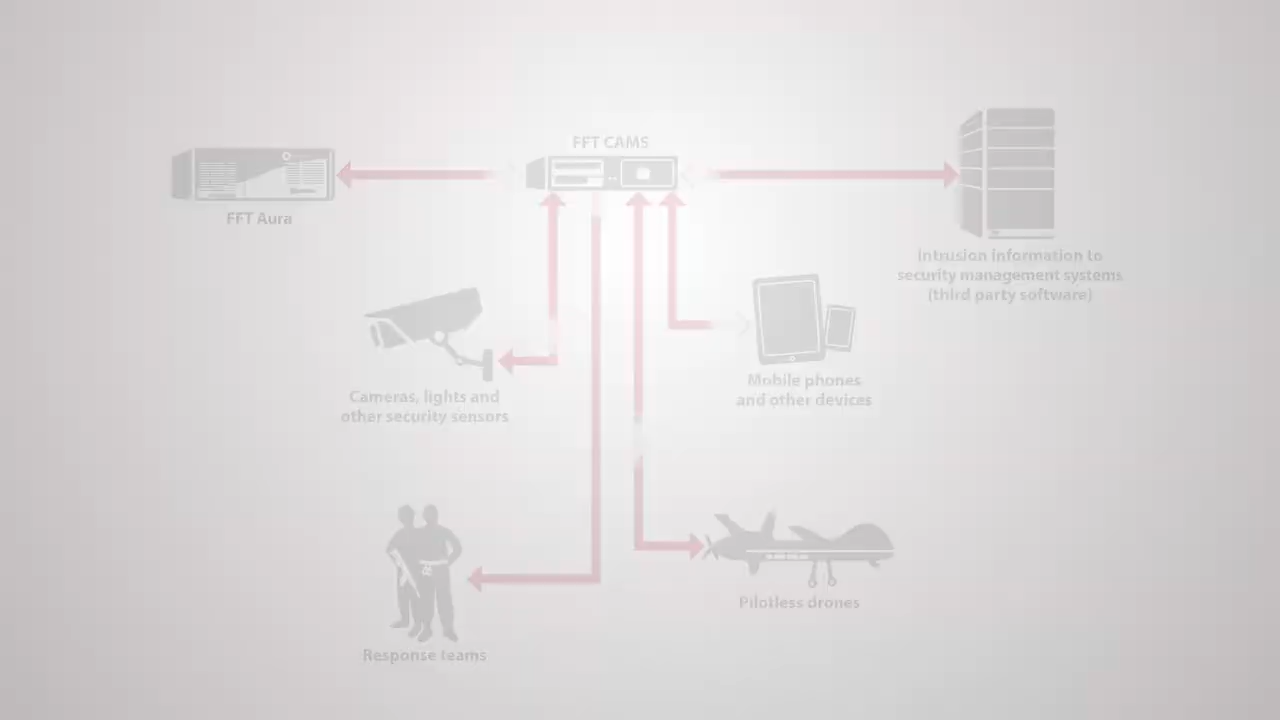 FFT CAMS
FFT Aura
Intrusion information to
security management systems
(third party software)
Cameras, lights and
other security sensors
Mobile phones
and other devices
Response teams
Pilotless drones